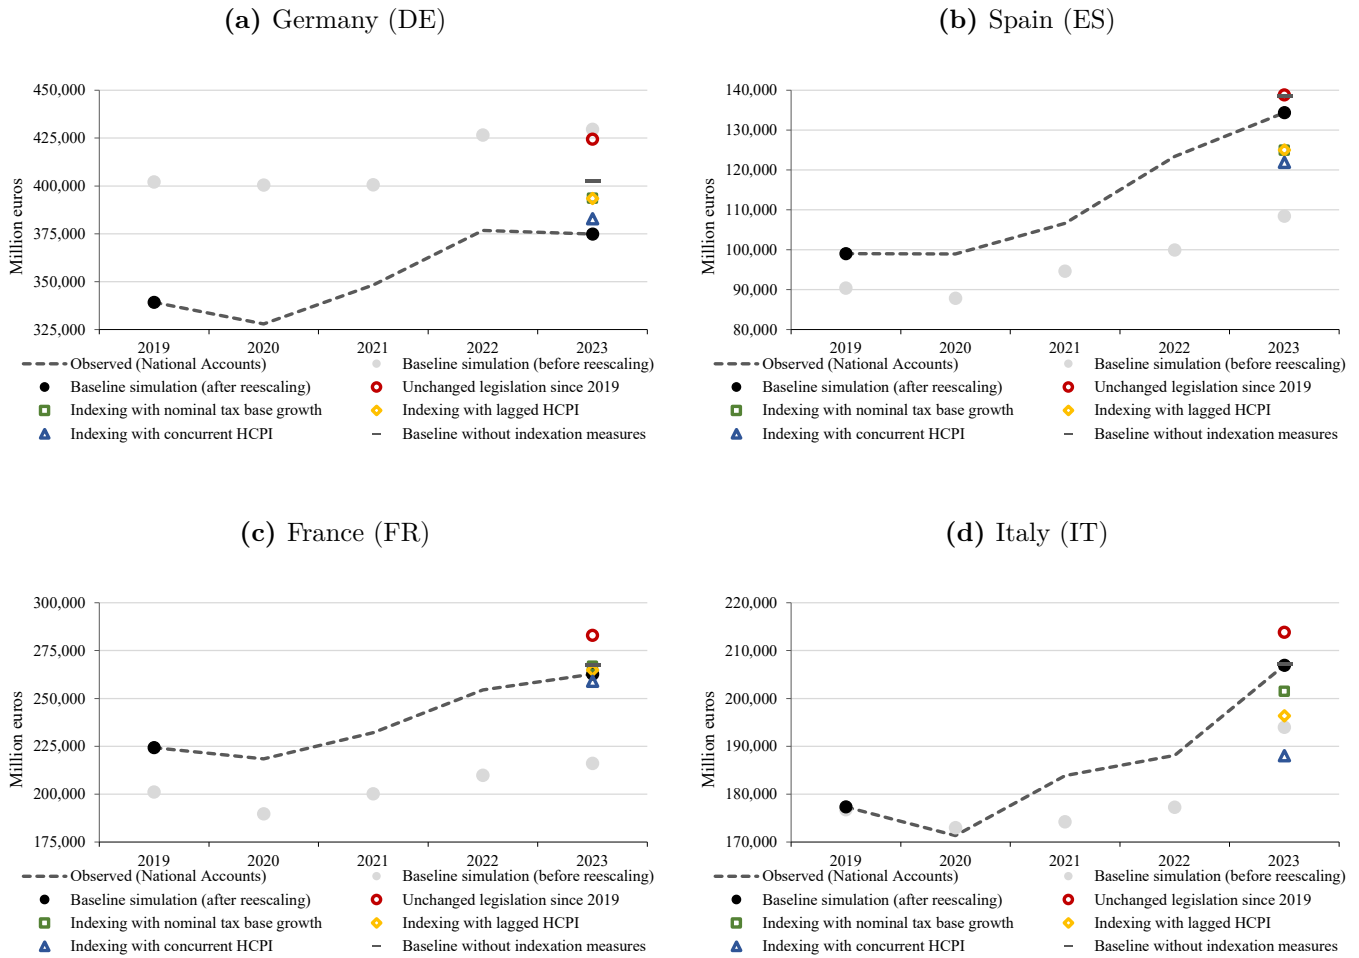 (a) Germany (DE)
450,000
425,000
400,000
375,000
350,000
325,000
Million euros
2019 2020 2021 2022 2023
Observed (National Accounts) Baseline simulation (before rescaling)
Baseline simulation (after reescaling) Unchanged legislation since 2019
Indexing with nominal tax base growth Indexing with lagged HCPI
Indexing with concurrent HCPI Baseline without indexation measures
(b) Spain (ES)
140,000
130,000
120,000
110,000
100,000
90,000
80,000
Million euros
2019 2020 2021 2022 2023
Observed (National Accounts) Baseline simulation (before rescaling)
Baseline simulation (after reescaling) Unchanged legislation since 2019
Indexing with nominal tax base growth Indexing with lagged HCPI
Indexing with concurrent HCPI Baseline without indexation measures
(c) France (FR)
300,000
275,000
250,000
225,000
200,000
175,000
Million euros
2019 2020 2021 2022 2023
Observed (National Accounts) Baseline simulation (before rescaling)
Baseline simulation (after reescaling) Unchanged legislation since 2019
Indexing with nominal tax base growth Indexing with lagged HCPI
Indexing with concurrent HCPI Baseline without indexation measures
(d) Italy (IT)
220,000
210,000
200,000
190,000
180,000
170,000
Million euros
2019 2020 2021 2022 2023
Observed (National Accounts) Baseline simulation (before rescaling)
Baseline simulation (after reescaling) Unchanged legislation since 2019
Indexing with nominal tax base growth Indexing with lagged HCPI
Indexing with concurrent HCPI Baseline without indexation measures